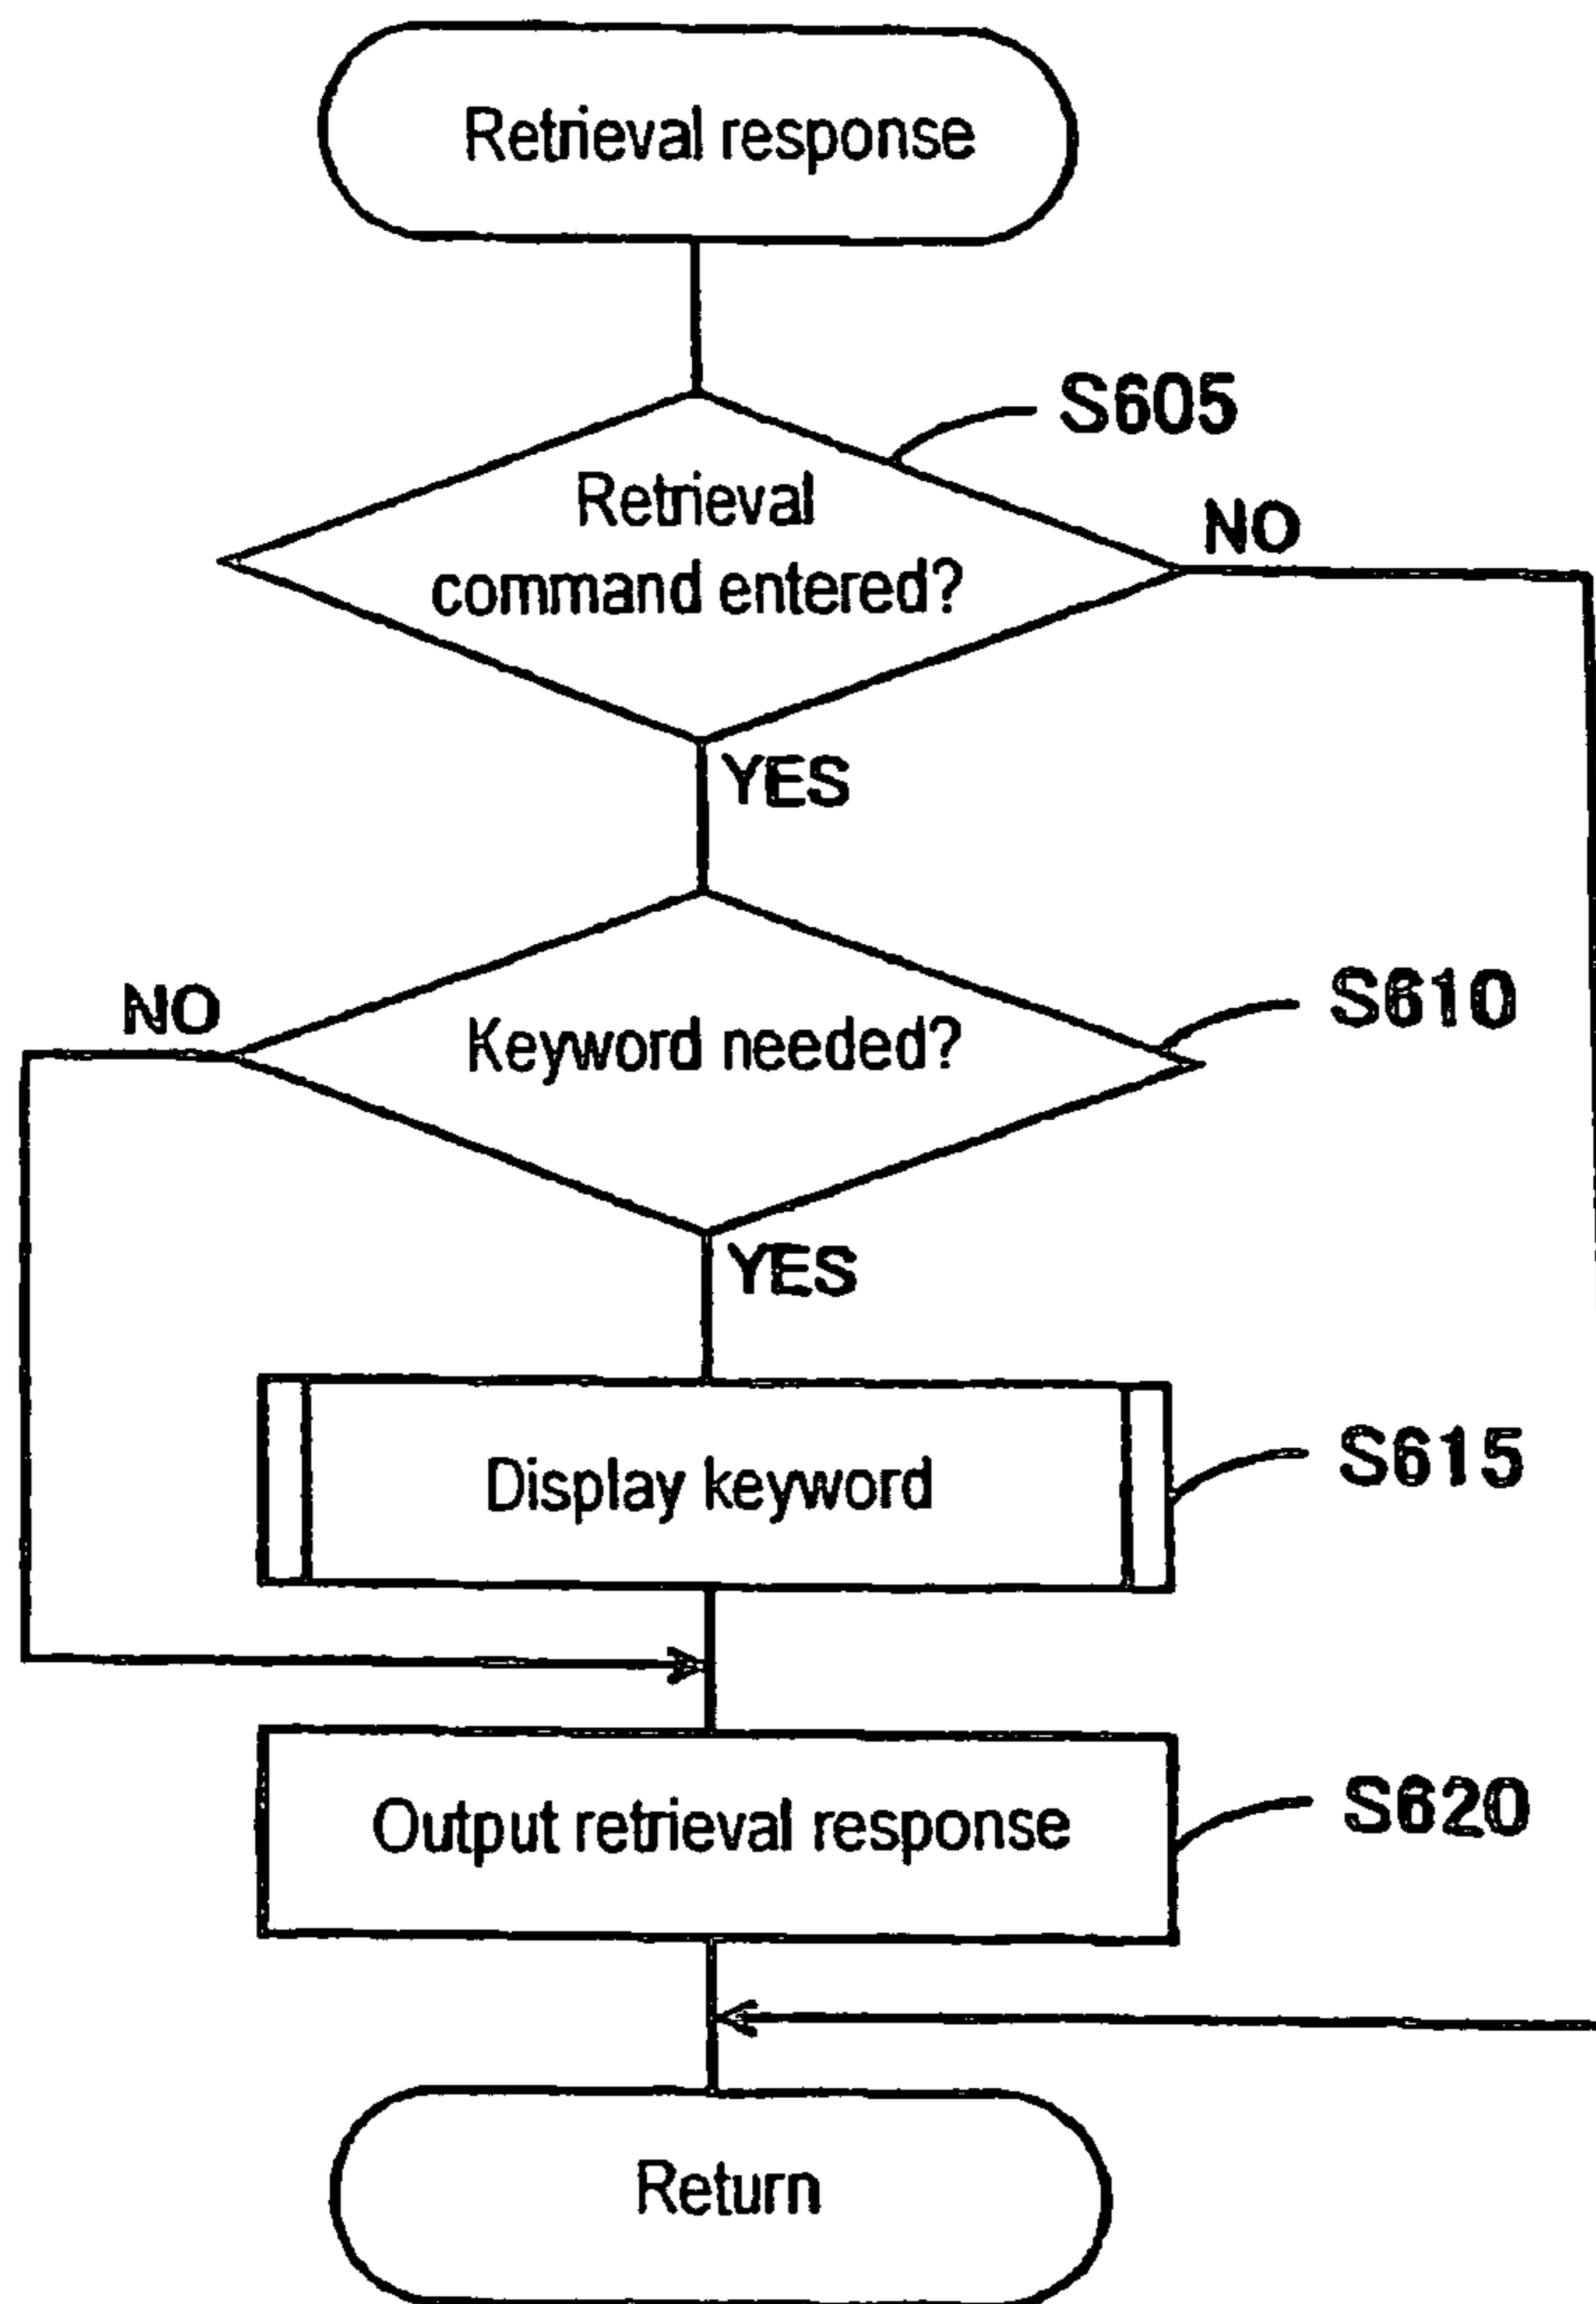 Retrieval response
S605
Retrieval
command entered?
NO
YES
S610
NO
Keyword needed?
YES
Display keyword
S615
Output retrieval response
S620
Return